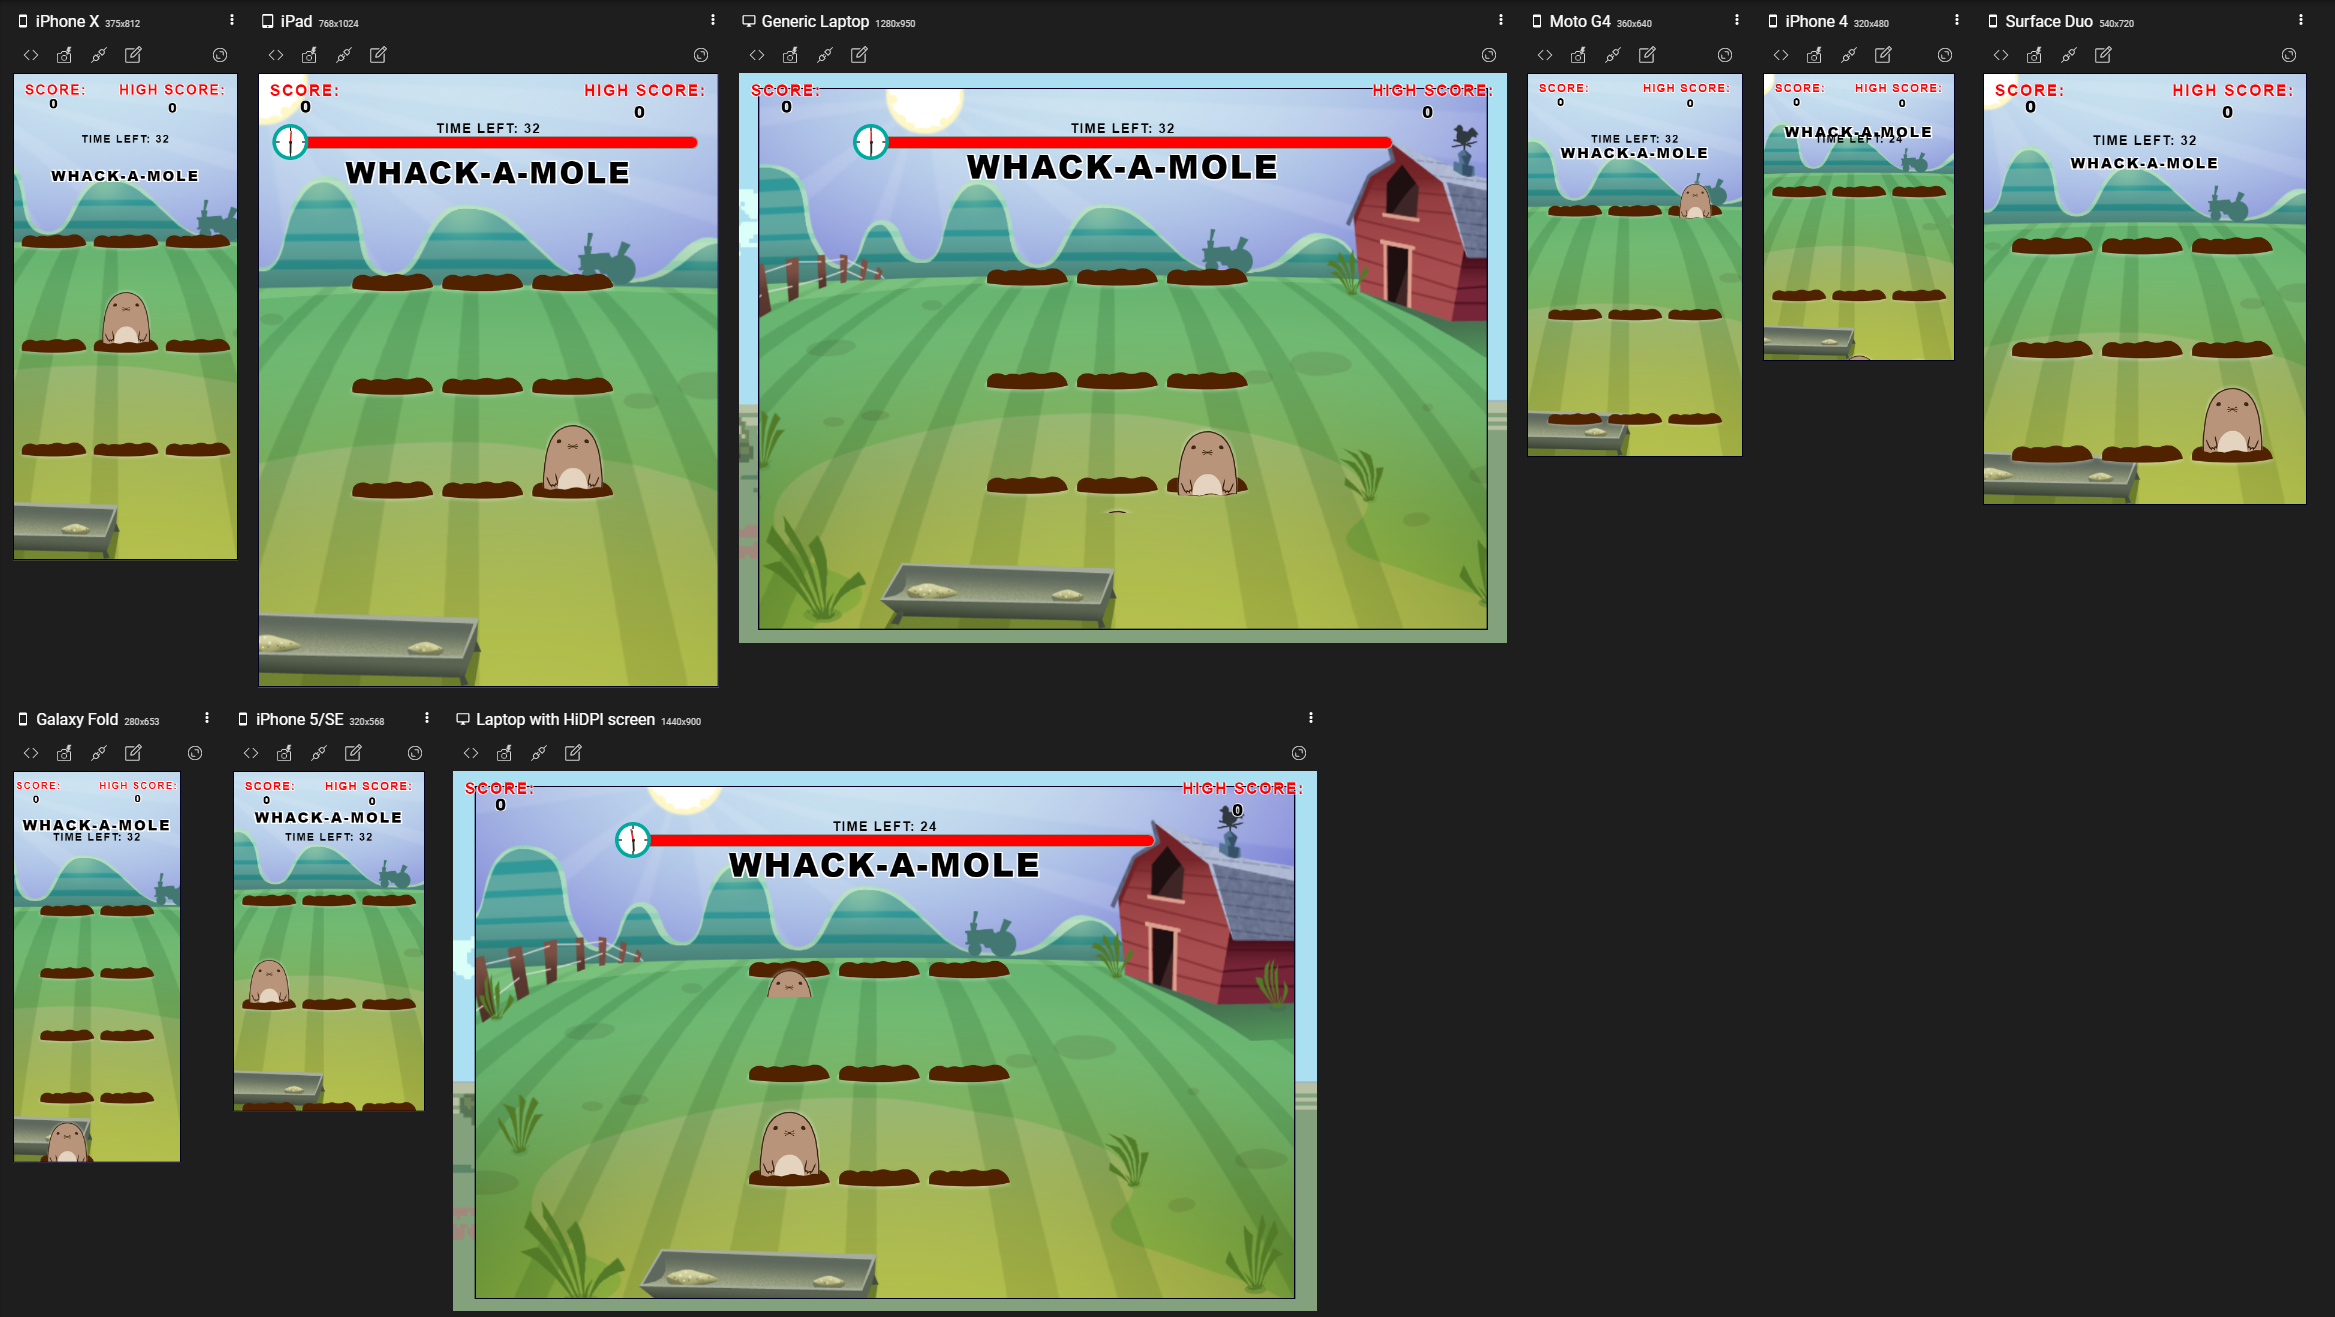 iPhone X 375x812
SCORE: HIGH SCORE:
0 0
TIME LEFT: 32
WHACK-A-MOLE
iPad 768x1024
SCORE: HIGH SCORE:
0 0
TIME LEFT: 32
WHACK-A-MOLE
Generic Laptop 1280x950
SCORE: HIGH SCORE:
0 0
TIME LEFT: 32
WHACK-A-MOLE
Moto G4 360x640
SCORE: HIGH SCORE:
0 0
TIME LEFT: 32
WHACK-A-MOLE
iPhone 4 320x480
SCORE: HIGH SCORE:
0 0
WHACK-A-MOLE
TIME LEFT: 24
Surface Duo 540x720
SCORE: HIGH SCORE:
0 0
TIME LEFT: 32
WHACK-A-MOLE
Galaxy Fold 280x653
SCORE: HIGH SCORE:
0 0
WHACK-A-MOLE
TIME LEFT: 32
iPhone 5/SE 320x568
SCORE: HIGH SCORE:
0 0
WHACK-A-MOLE
TIME LEFT: 32
Laptop with HiDPI screen 1440x900
SCORE: HIGH SCORE:
0 0
TIME LEFT: 24
WHACK-A-MOLE